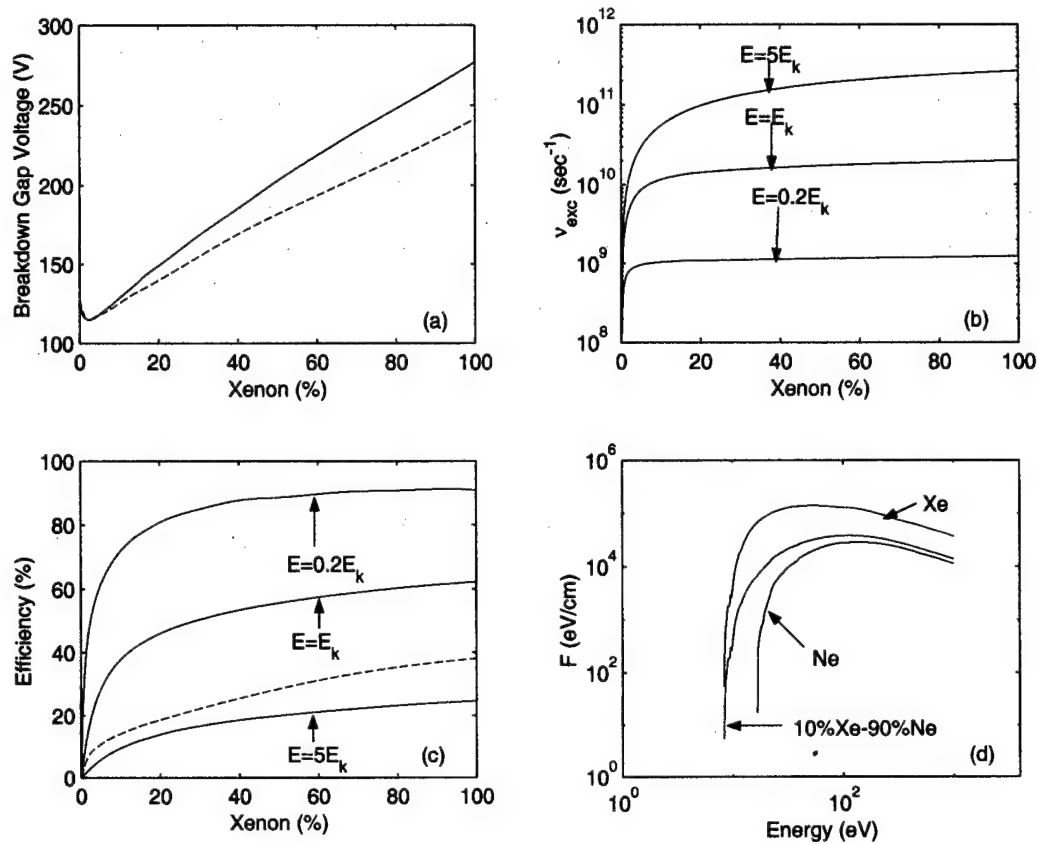 300
250
200
150
100
0
20
40
60
80
100
Breakdown Gap Voltage (V)
Xenon (%)
(a)
10^12
10^11
10^10
10^9
10^8
0
20
40
60
80
100
ν_exc (sec^-1)
Xenon (%)
E=5E_k
E=E_k
E=0.2E_k
(b)
100
80
60
40
20
0
0
20
40
60
80
100
Efficiency (%)
Xenon (%)
E=0.2E_k
E=E_k
E=5E_k
(c)
10^6
10^4
10^2
10^0
10^0
10^2
F (eV/cm)
Energy (eV)
Xe
Ne
10%Xe-90%Ne
(d)